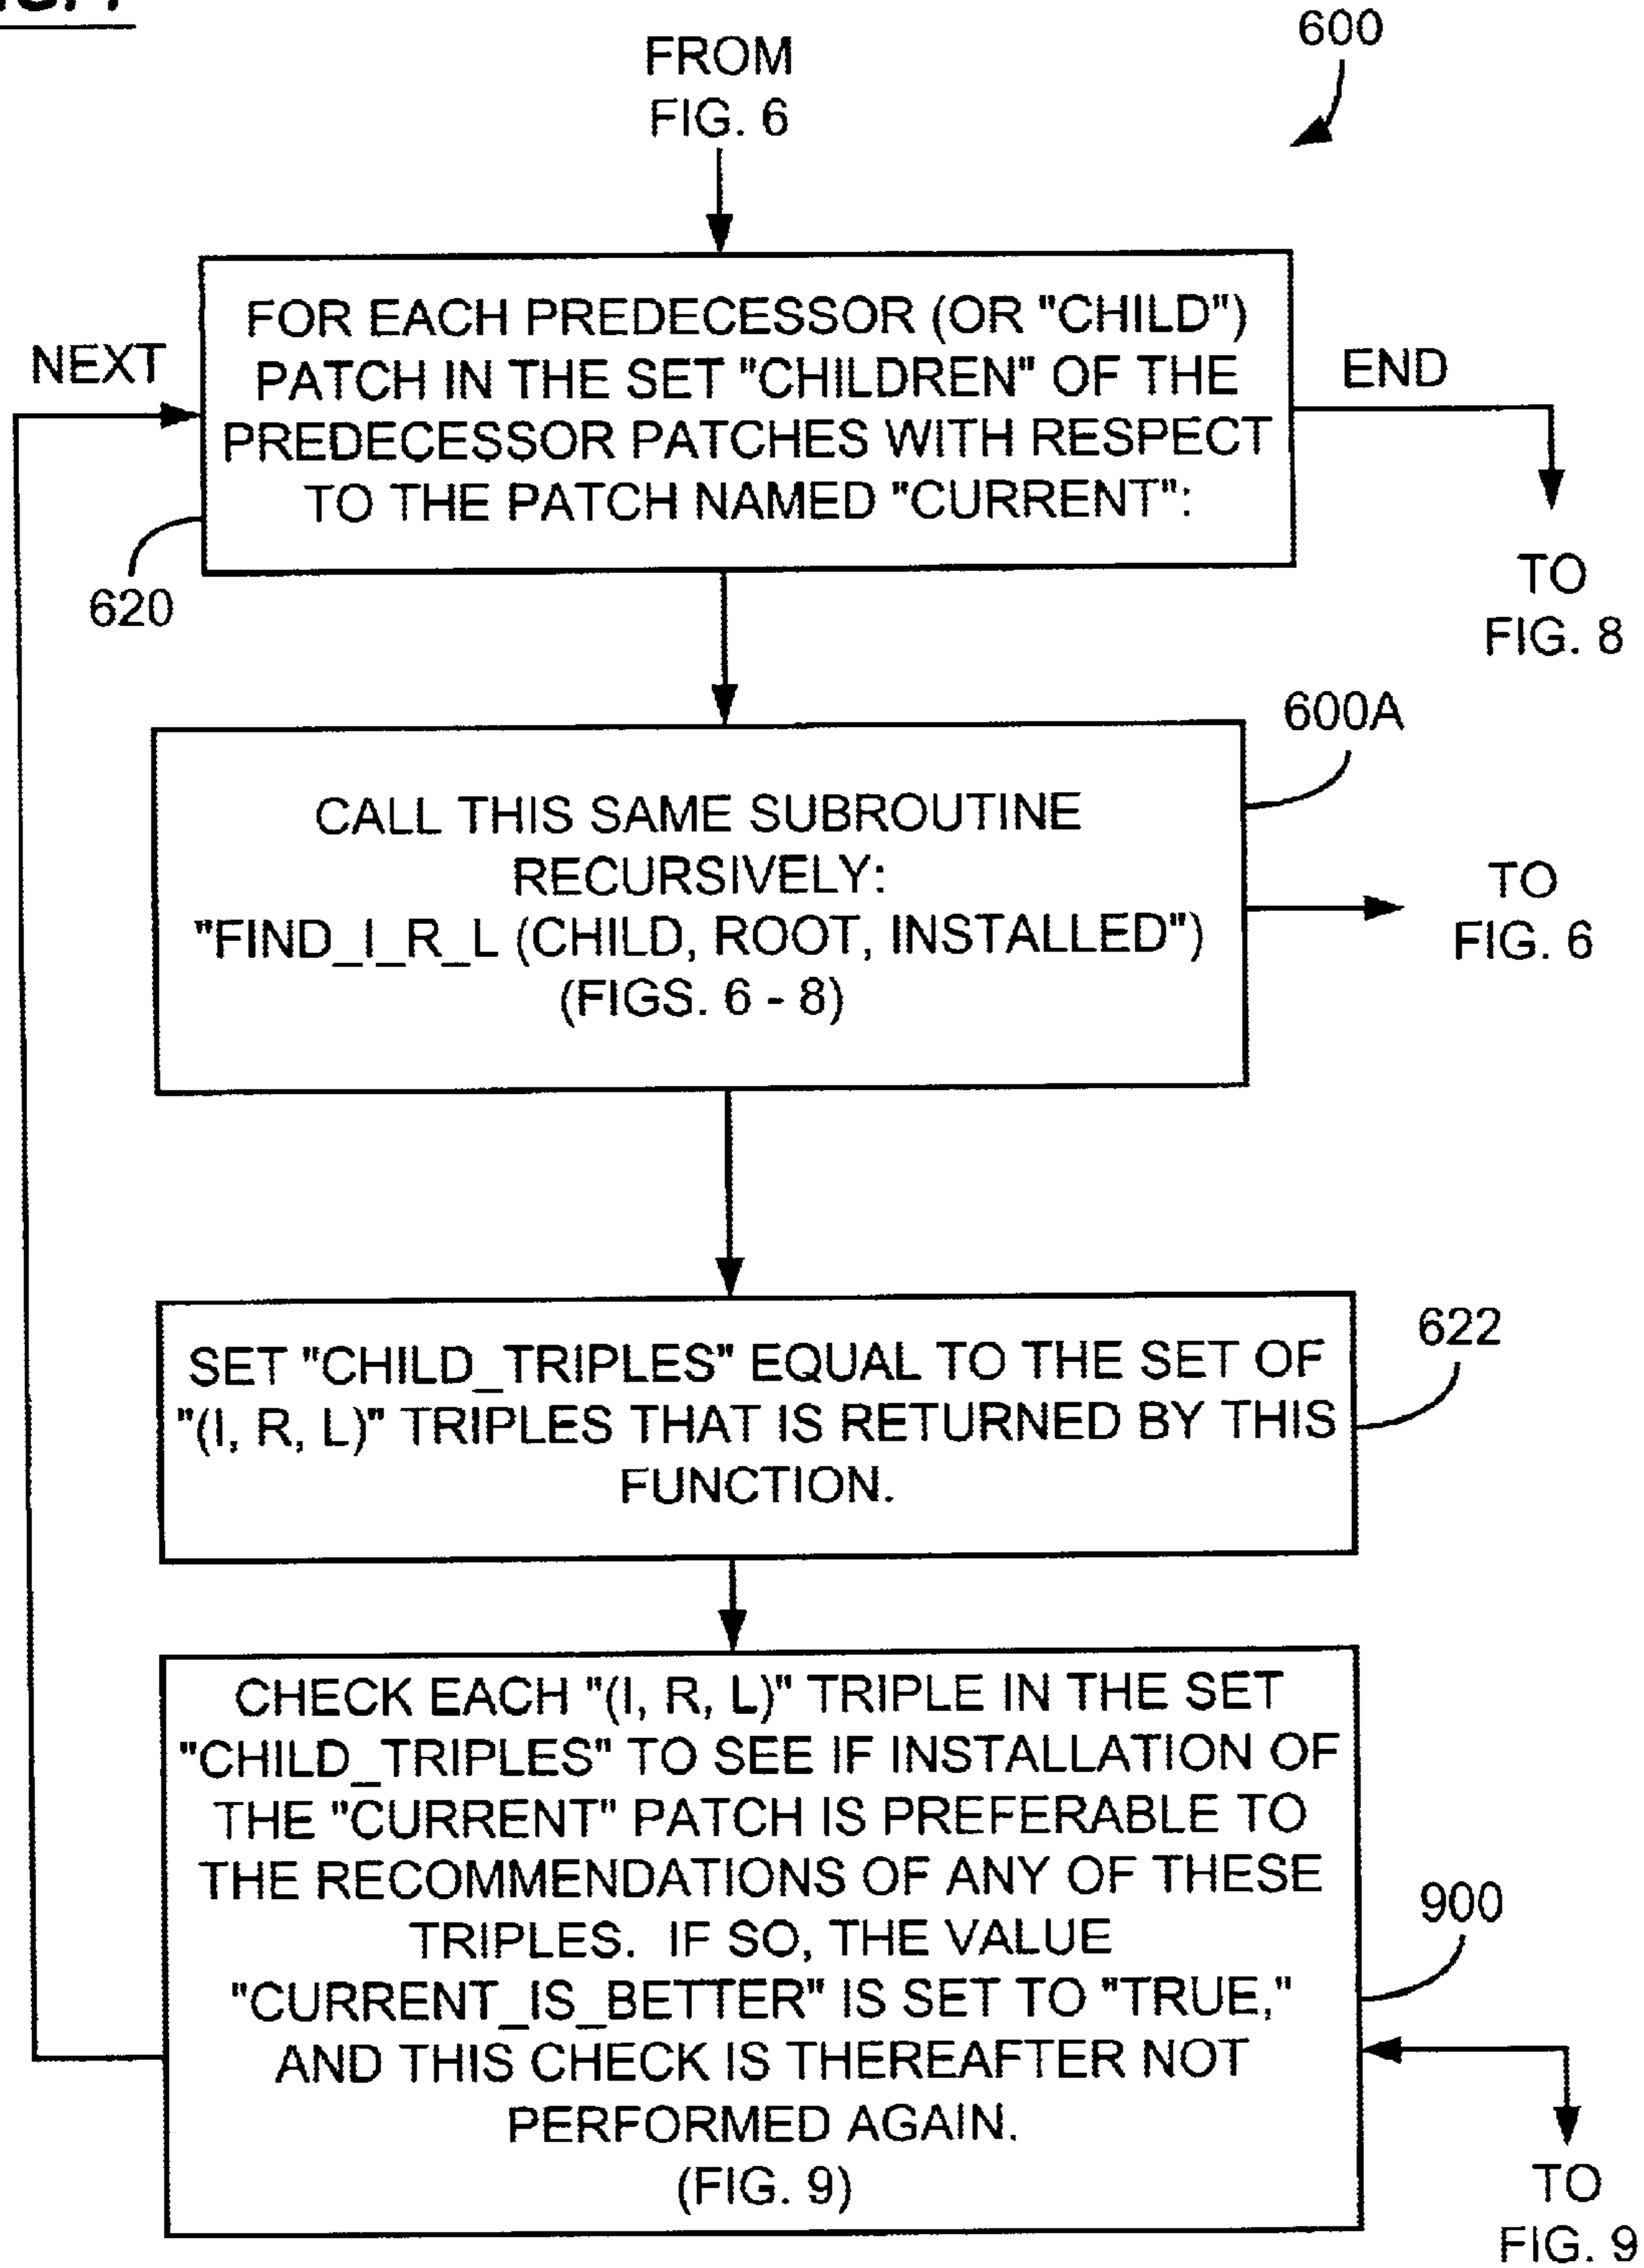 FROM
FIG. 6
600
FOR EACH PREDECESSOR (OR "CHILD")
PATCH IN THE SET "CHILDREN" OF THE
PREDECESSOR PATCHES WITH RESPECT
TO THE PATCH NAMED "CURRENT":
NEXT
END
620
TO
FIG. 8
600A
CALL THIS SAME SUBROUTINE
RECURSIVELY:
"FIND_I_R_L (CHILD, ROOT, INSTALLED")
(FIGS. 6 - 8)
TO
FIG. 6
622
SET "CHILD_TRIPLES" EQUAL TO THE SET OF
"(I, R, L)" TRIPLES THAT IS RETURNED BY THIS
FUNCTION.
CHECK EACH "(I, R, L)" TRIPLE IN THE SET
"CHILD_TRIPLES" TO SEE IF INSTALLATION OF
THE "CURRENT" PATCH IS PREFERABLE TO
THE RECOMMENDATIONS OF ANY OF THESE
TRIPLES. IF SO, THE VALUE
"CURRENT_IS_BETTER" IS SET TO "TRUE,"
AND THIS CHECK IS THEREAFTER NOT
PERFORMED AGAIN.
(FIG. 9)
900
TO
FIG. 9